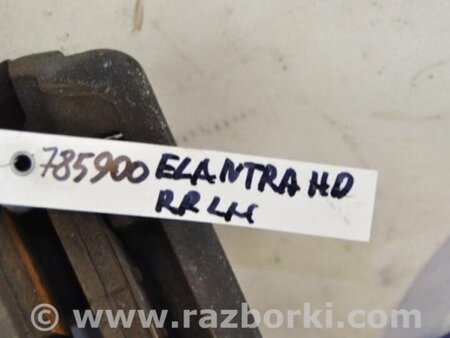 785900 ELANTRA HD
RR LH
www.razborki.com